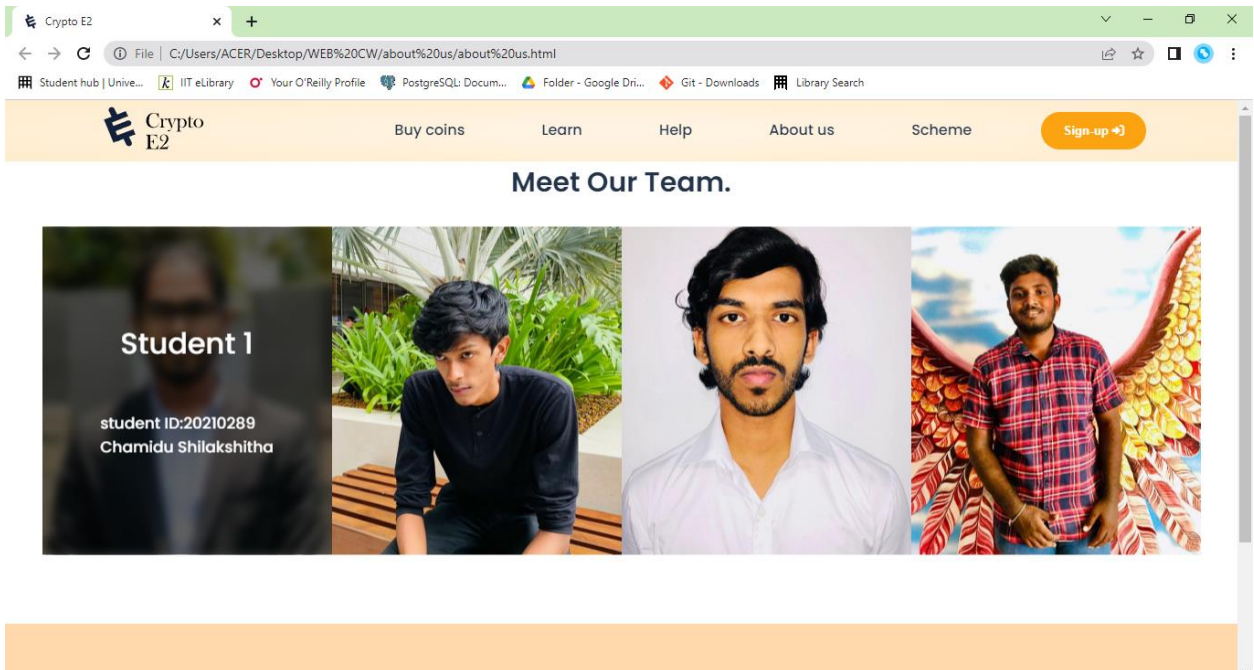 Crypto E2
File | C:/Users/ACER/Desktop/WEB%20CW/about%20us/about%20us.html
Student hub | Unive... IIT eLibrary Your O'Reilly Profile PostgreSQL: Docum... Folder - Google Dri... Git - Downloads Library Search
Crypto
E2
Buy coins Learn Help About us Scheme Sign-up
Meet Our Team.
Student 1
student ID:20210289
Chamidu Shilakshitha